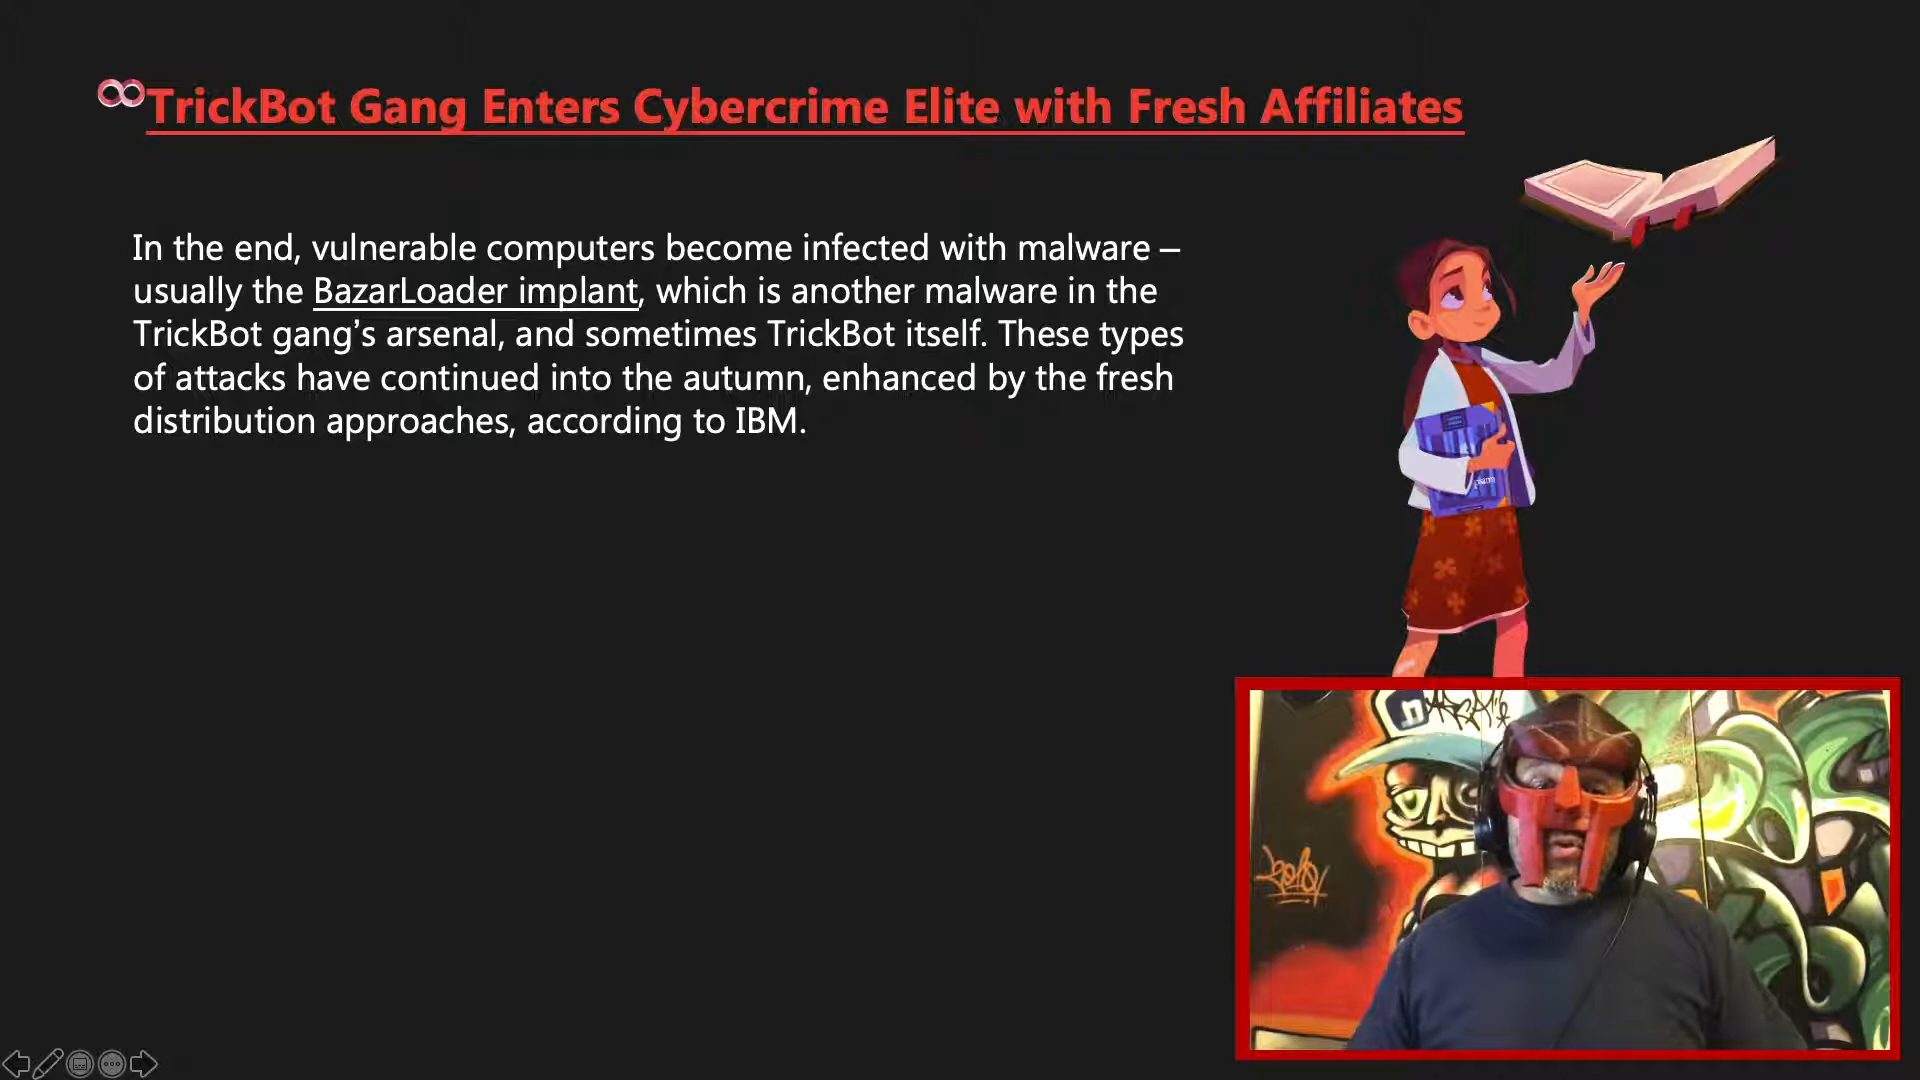 TrickBot Gang Enters Cybercrime Elite with Fresh Affiliates
In the end, vulnerable computers become infected with malware –
usually the BazarLoader implant, which is another malware in the
TrickBot gang’s arsenal, and sometimes TrickBot itself. These types
of attacks have continued into the autumn, enhanced by the fresh
distribution approaches, according to IBM.